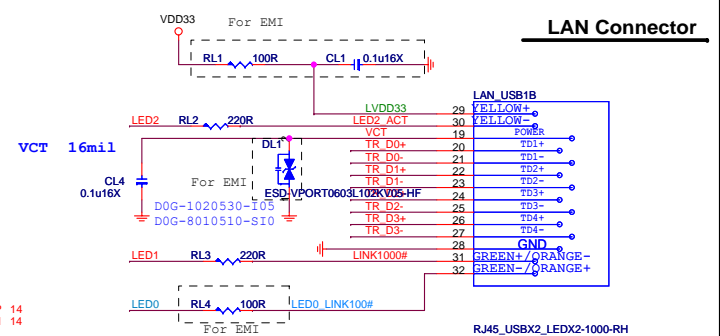 VDD33
For EMI
LAN Connector
RL1 100R
CL1 0.1u16X
LAN_USB1B
LVDD33 29 YELLOW+
LED2 RL2 220R LED2_ACT 30 YELLOW-
VCT 19 POWER
VCT 16mil
DL1
TR_D0+ 20 TD1+
TR_D0- 21 TD1-
TR_D1+ 22 TD2+
TR_D1- 23 TD2-
CL4
0.1u16X
For EMI
ESD-VPORT0603L102KV05-HF
24 TD3+
D0G-1020530-I05
TR_D2- 25 TD3-
D0G-8010510-SI0
TR_D3+ 26 TD4+
TR_D3- 27 TD4-
28 GND
LED1 RL3 220R LINK1000# 31 GREEN+/ORANGE-
32 GREEN-/ORANGE+
LED0 RL4 100R LED0_LINK100#
14
14
For EMI
RJ45_USBX2_LEDX2-1000-RH